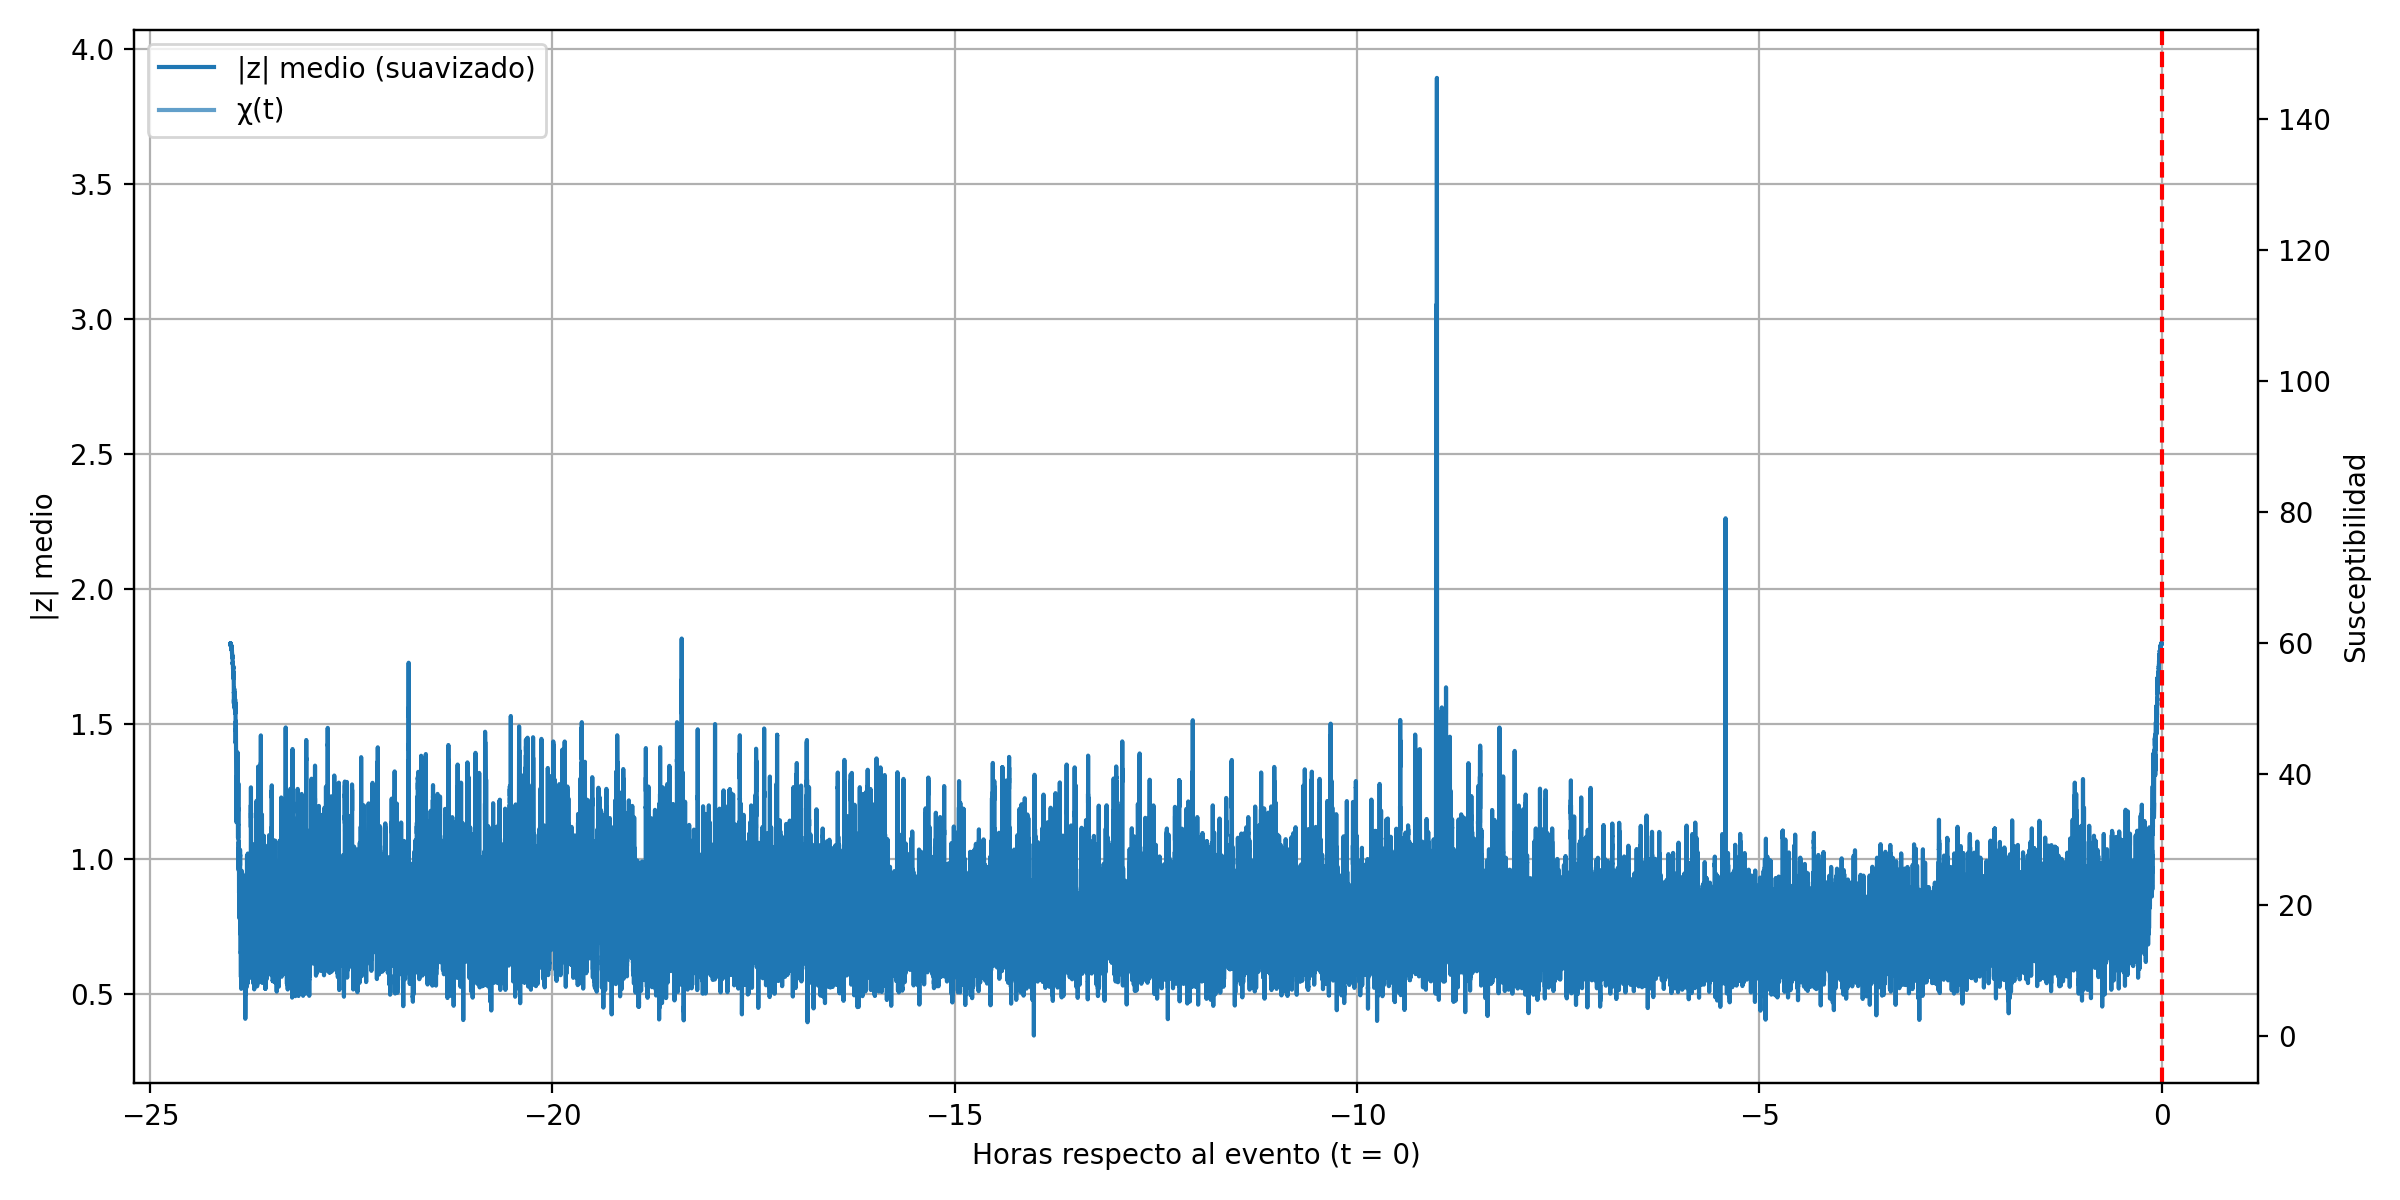 |z| medio (suavizado)
χ(t)
4.0
3.5
3.0
2.5
2.0
1.5
1.0
0.5
|z| medio
140
120
100
80
60
40
20
0
Susceptibilidad
−25 −20 −15 −10 −5 0
Horas respecto al evento (t = 0)